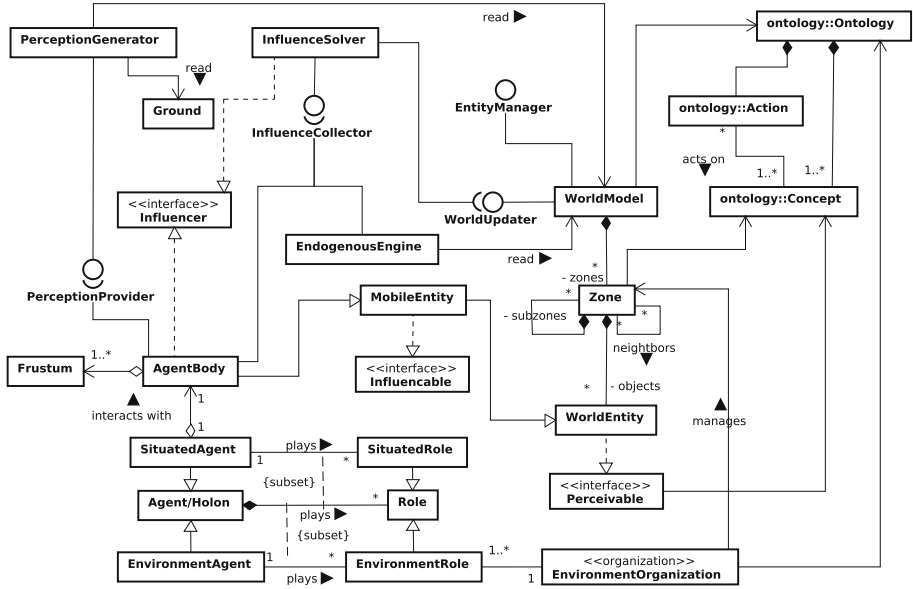 read
PerceptionGenerator
InfluenceSolver
ontology::Ontology
read
Ground
InfluenceCollector
EntityManager
ontology::Action
*
acts on
1..*
1..*
<<interface>>
Influencer
WorldModel
ontology::Concept
WorldUpdater
EndogenousEngine
read
*
- zones
PerceptionProvider
MobileEntity
*
Zone
- subzones
*
*
neighbors
1..*
Frustum
AgentBody
<<interface>>
Influencable
*
- objects
interacts with
1
WorldEntity
manages
1
SituatedAgent
plays
SituatedRole
1
*
{subset}
<<interface>>
Perceivable
Agent/Holon
*
Role
plays
{subset}
EnvironmentAgent
1
*
EnvironmentRole
1..*
<<organization>>
EnvironmentOrganization
plays
1